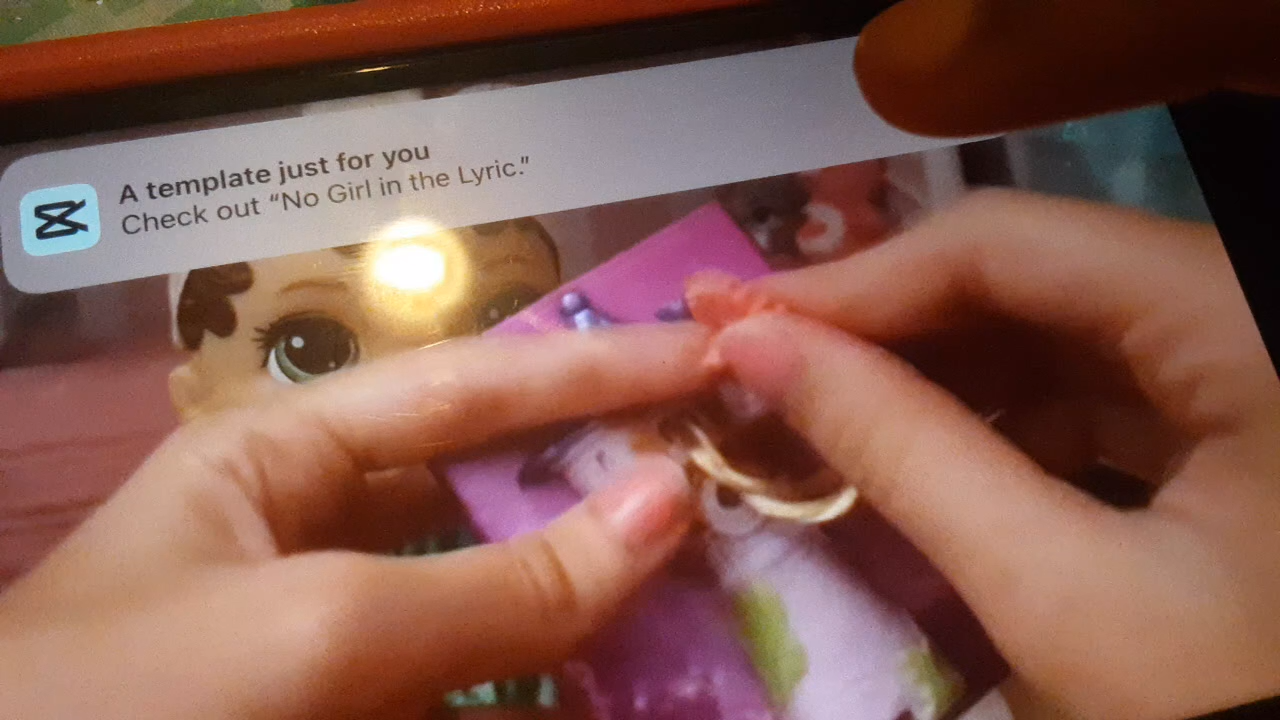 A template just for you
Check out “No Girl in the Lyric.”